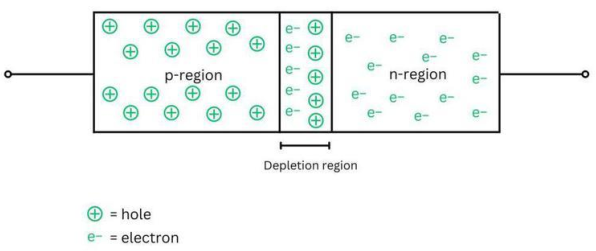 e-
e-
e-
e-
e-
e-
e-
e-
e-
e-
e-
p-region
n-region
e-
e-
e-
e-
e-
e-
e-
e-
Depletion region
= hole
e- = electron